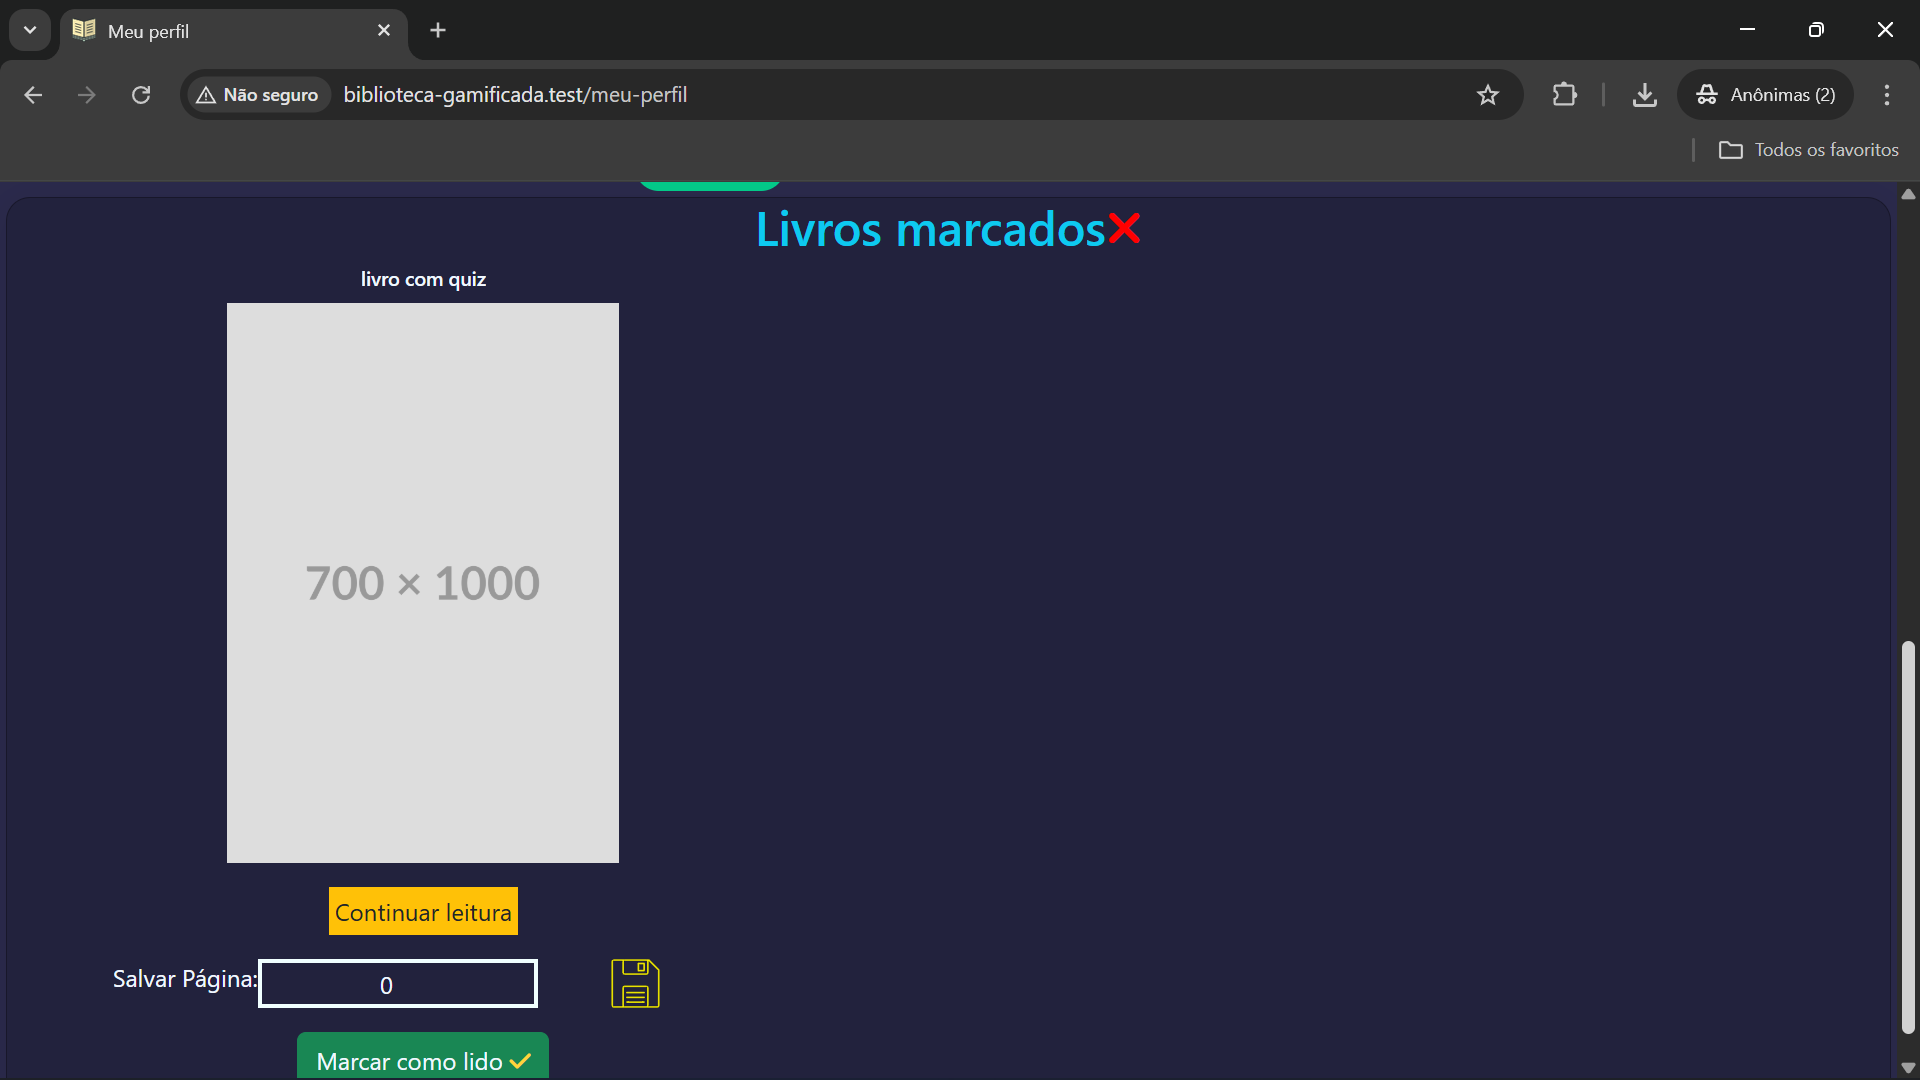 Meu perfil
Não seguro
biblioteca-gamificada.test/meu-perfil
Anônimas (2)
Todos os favoritos
Livros marcados
livro com quiz
700 × 1000
Continuar leitura
Salvar Página:
0
Marcar como lido